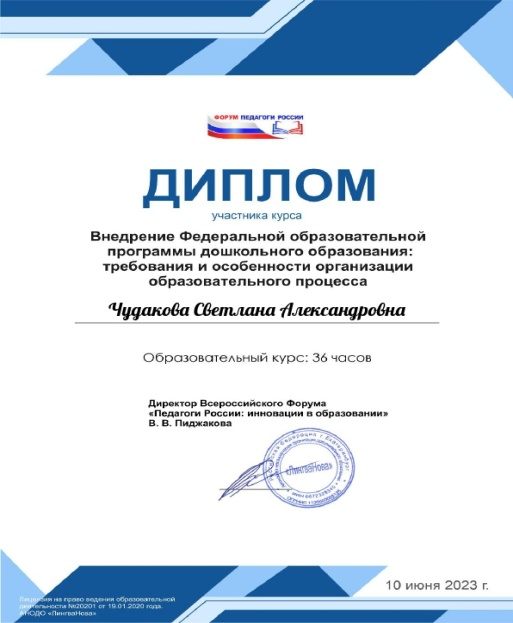 ФОРУМ ПЕДАГОГИ РОССИИ
ДИПЛОМ
участника курса
Внедрение Федеральной образовательной
программы дошкольного образования:
требования и особенности организации
образовательного процесса
Чудакова Светлана Александровна
Образовательный курс: 36 часов
Директор Всероссийского Форума
«Педагоги России: инновации в образовании»
В. В. Пиджакова
«ЛингваНова»
10 июня 2023 г.
Лицензия на право ведения образовательной
деятельности №20201 от 19.01.2020 года.
АНОДО «ЛингваНова»